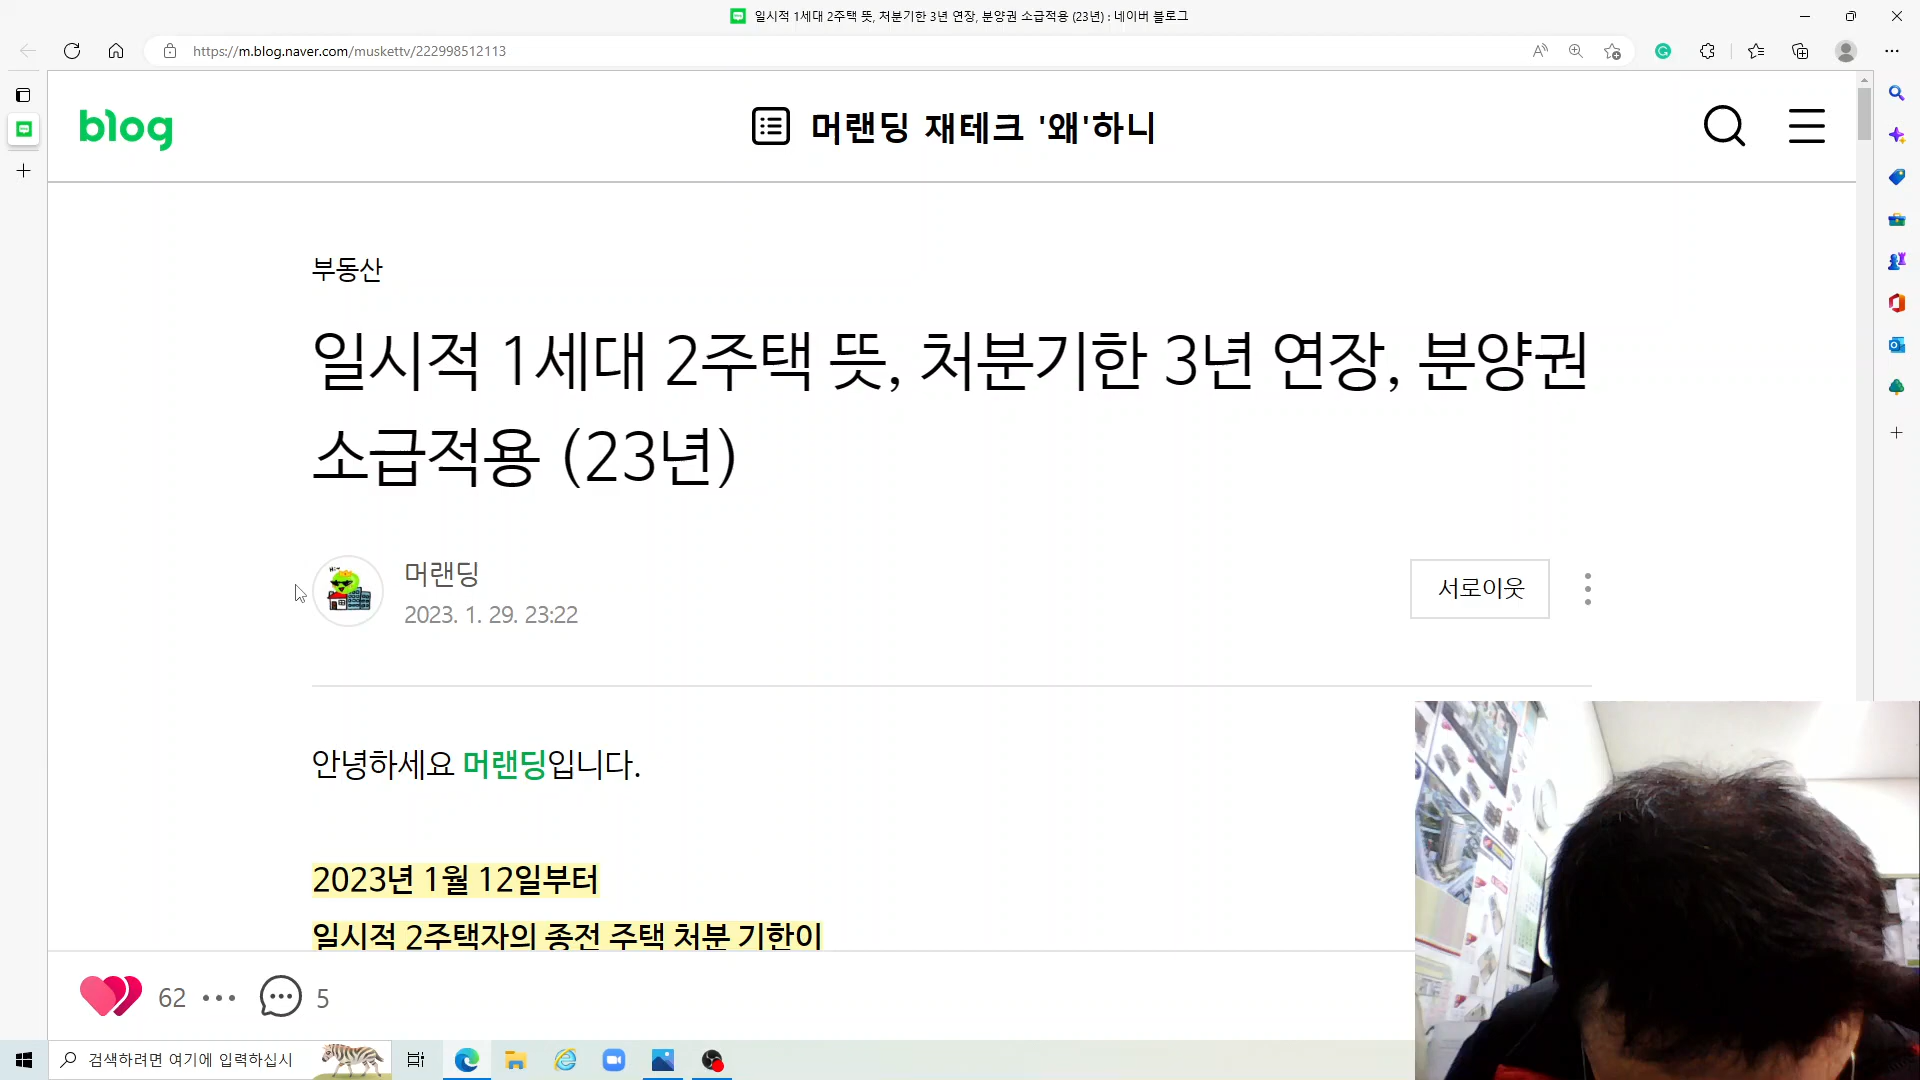 일시적 1세대 2주택 뜻, 처분기한 3년 연장, 분양권 소급적용 (23년) : 네이버 블로그
https://m.blog.naver.com/muskettv/222998512113
blog
머랜딩 재테크 '왜'하니
부동산
일시적 1세대 2주택 뜻, 처분기한 3년 연장, 분양권
소급적용 (23년)
머랜딩
2023. 1. 29. 23:22
서로이웃
안녕하세요 머랜딩입니다.
2023년 1월 12일부터
일시적 2주택자의 종전 주택 처분 기한이
62
5
검색하려면 여기에 입력하십시